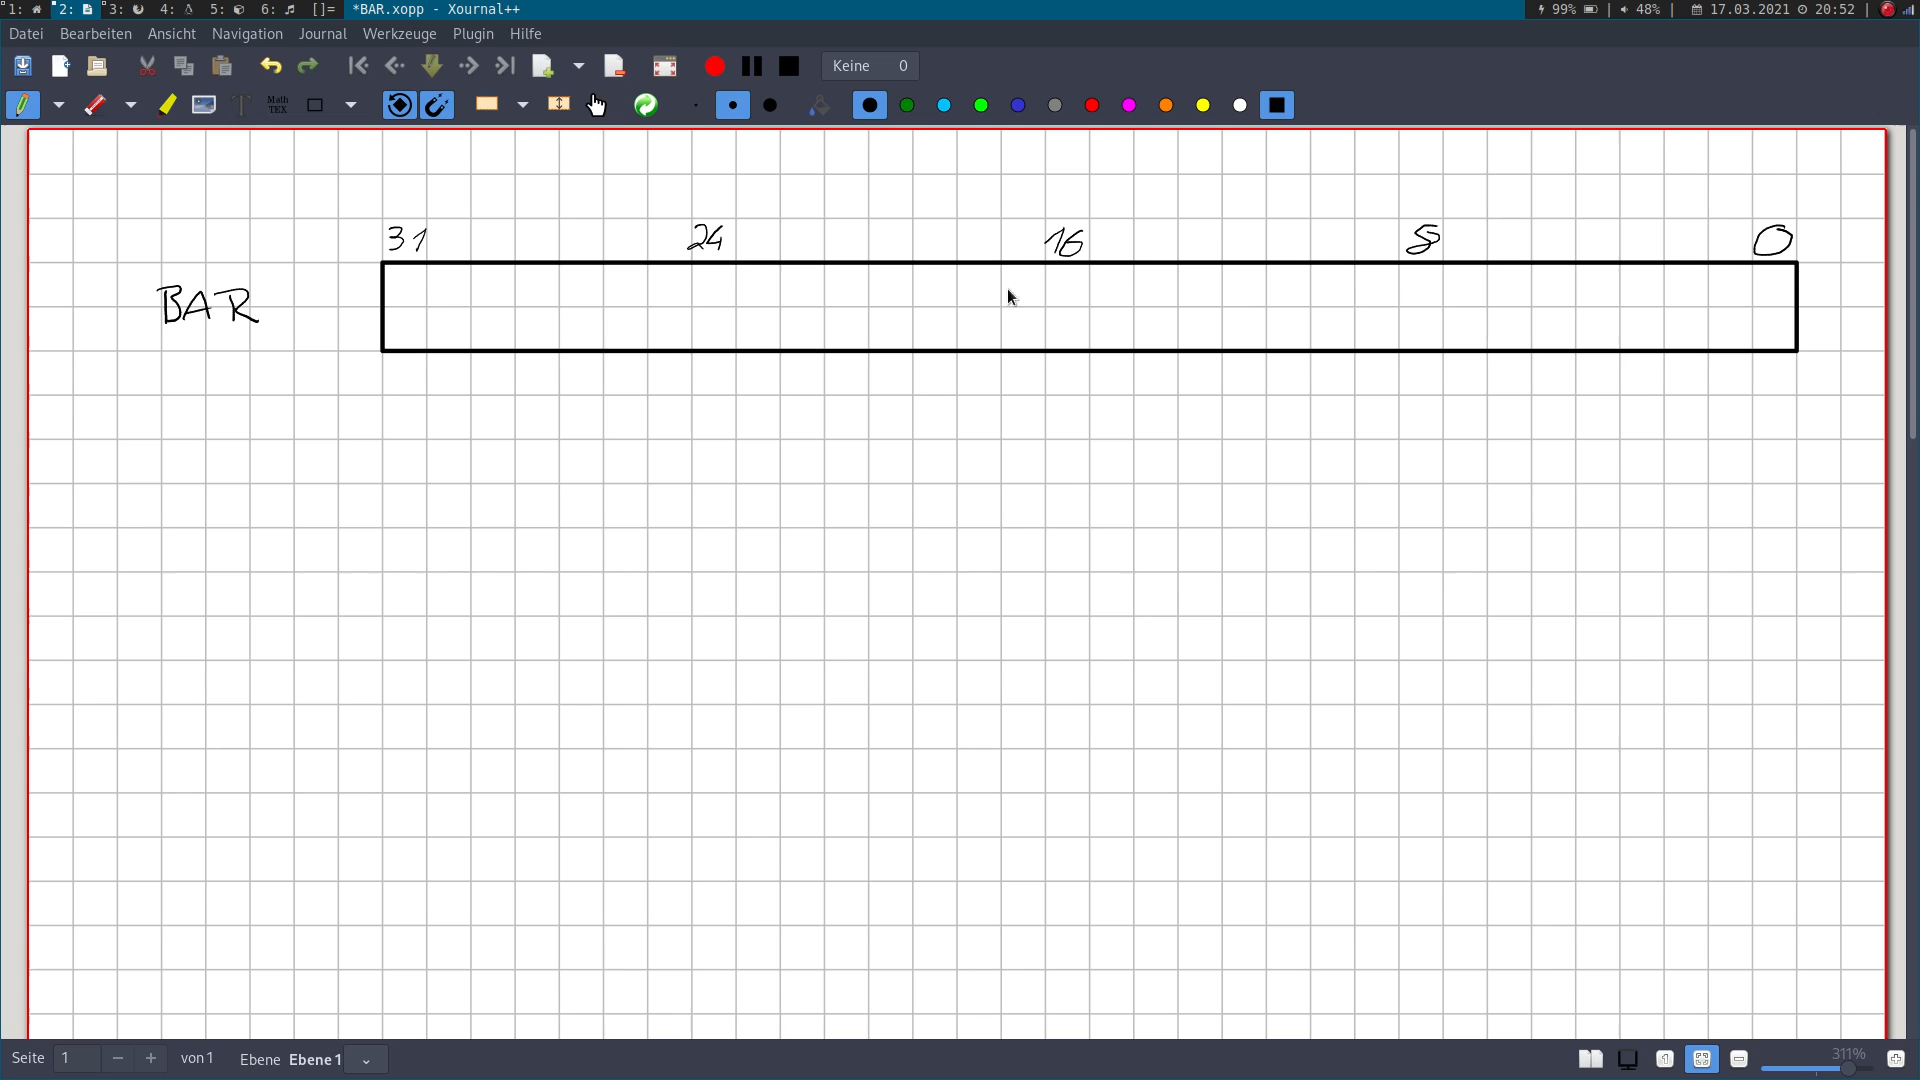 1: 2: 3: 4: 5: 6: []= *BAR.xopp - Xournal++ 99% | 48% | 17.03.2021 20:52 |
Datei Bearbeiten Ansicht Navigation Journal Werkzeuge Plugin Hilfe
Keine 0
Math
TEX
31 24 16 8 0
BAR
Seite 1 von 1 Ebene Ebene 1 311%